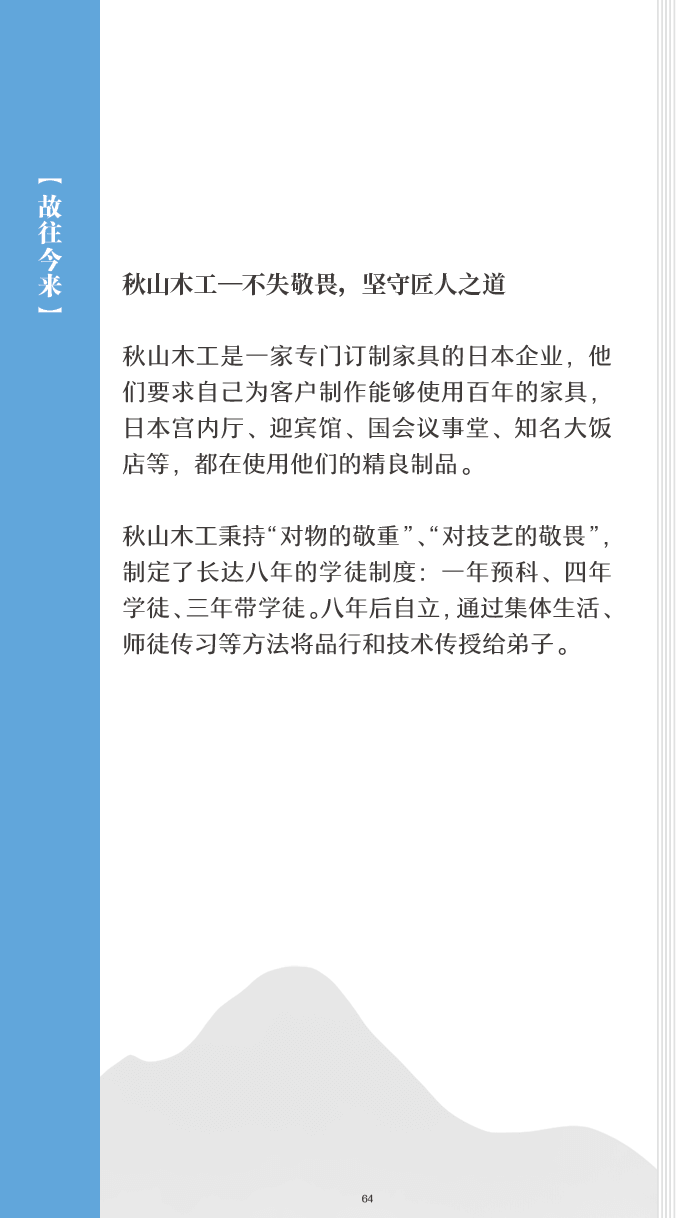 【故往今来】
秋山木工—不失敬畏，坚守匠人之道
秋山木工是一家专门订制家具的日本企业，他
们要求自己为客户制作能够使用百年的家具，
日本宫内厅、迎宾馆、国会议事堂、知名大饭
店等，都在使用他们的精良制品。
秋山木工秉持“对物的敬重”、“对技艺的敬畏”，
制定了长达八年的学徒制度：一年预科、四年
学徒、三年带学徒。八年后自立，通过集体生活、
师徒传习等方法将品行和技术传授给弟子。
64